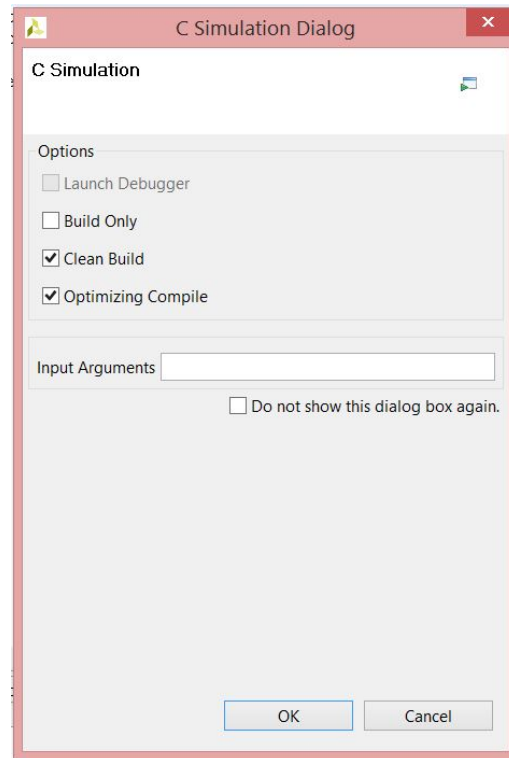 C Simulation Dialog
C Simulation
Options
Launch Debugger
Build Only
Clean Build
Optimizing Compile
Input Arguments
Do not show this dialog box again.
OK Cancel